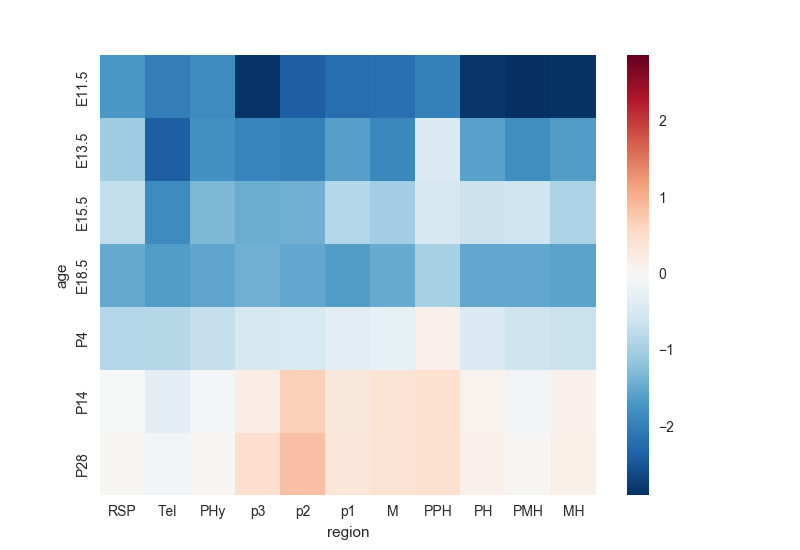 age
E11.5
E13.5
E15.5
E18.5
P4
P14
P28
RSP Tel PHy p3 p2 p1 M PPH PH PMH MH
region
2
1
0
−1
−2